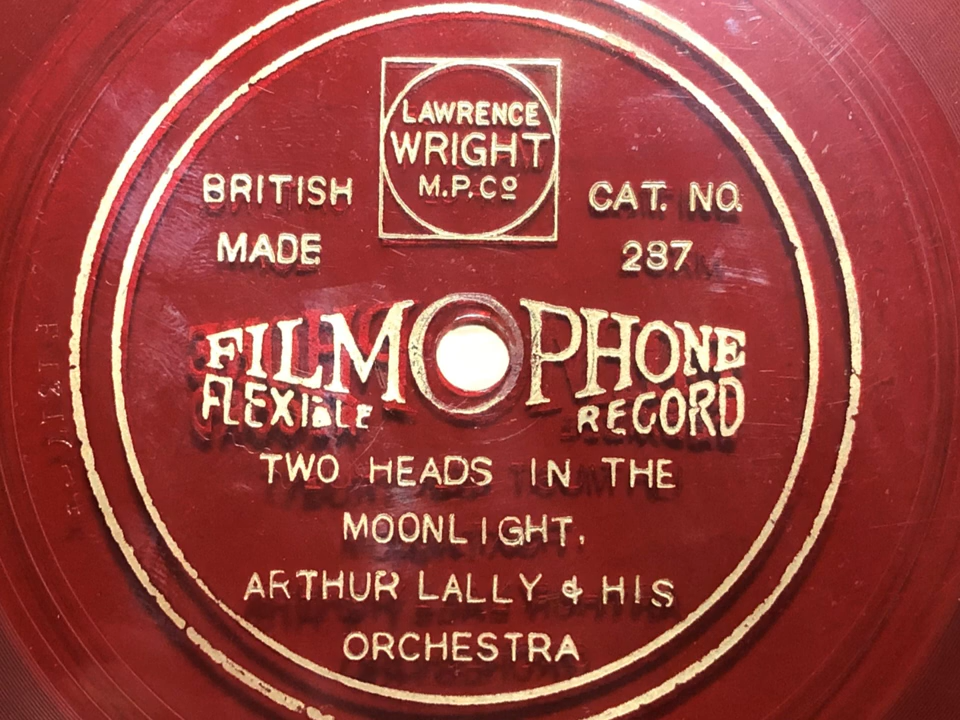 LAWRENCE
WRIGHT
M.P.Cº
BRITISH
MADE
CAT. NO.
287
FILMOPHONE
FLEXIBLE RECORD
TWO HEADS IN THE
MOONLIGHT.
ARTHUR LALLY & HIS
ORCHESTRA